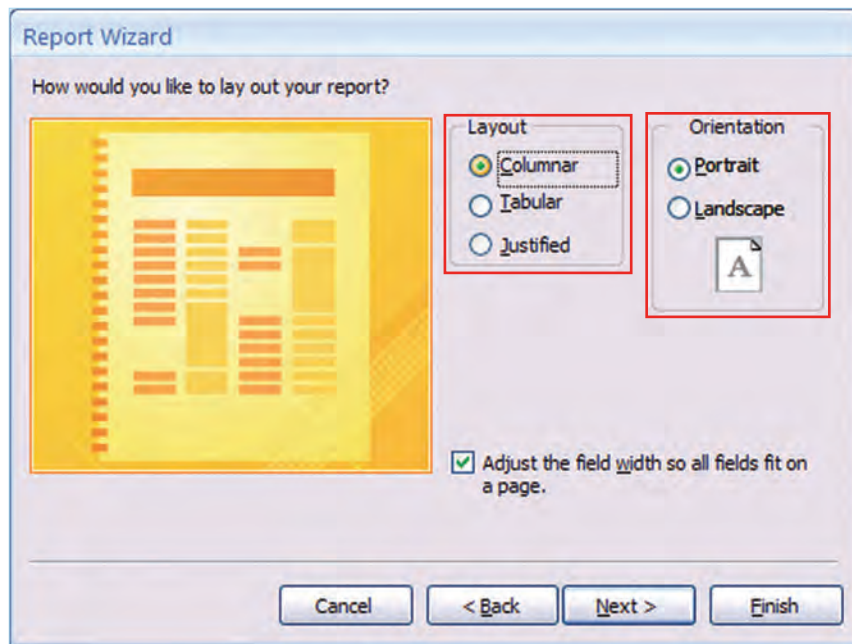 Report Wizard
How would you like to lay out your report?
Layout
Columnar
Tabular
Justified
Orientation
Portrait
Landscape
A
Adjust the field width so all fields fit on
a page.
Cancel
< Back
Next >
Finish